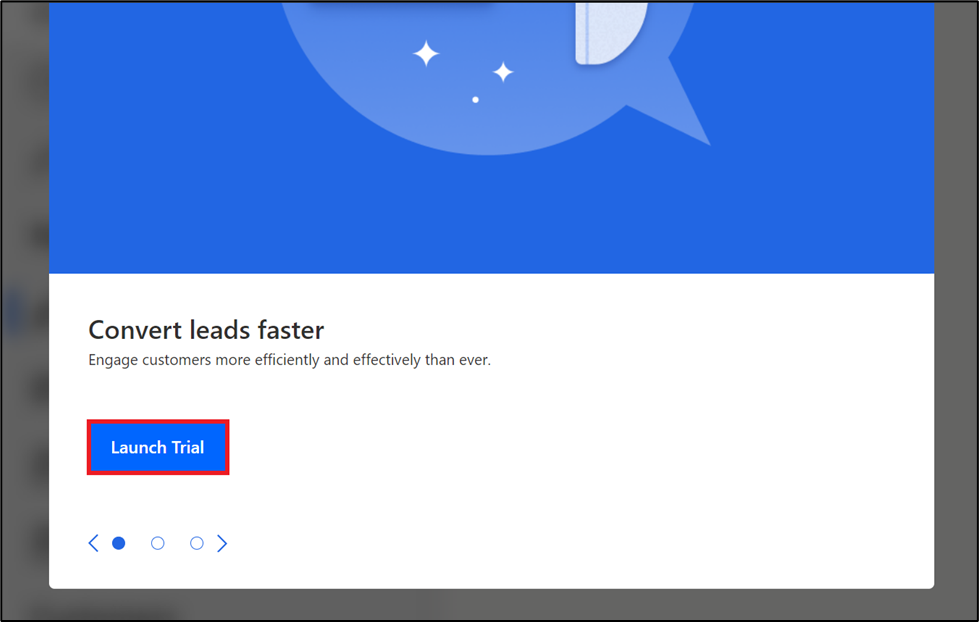 Convert leads faster
Engage customers more efficiently and effectively than ever.
Launch Trial